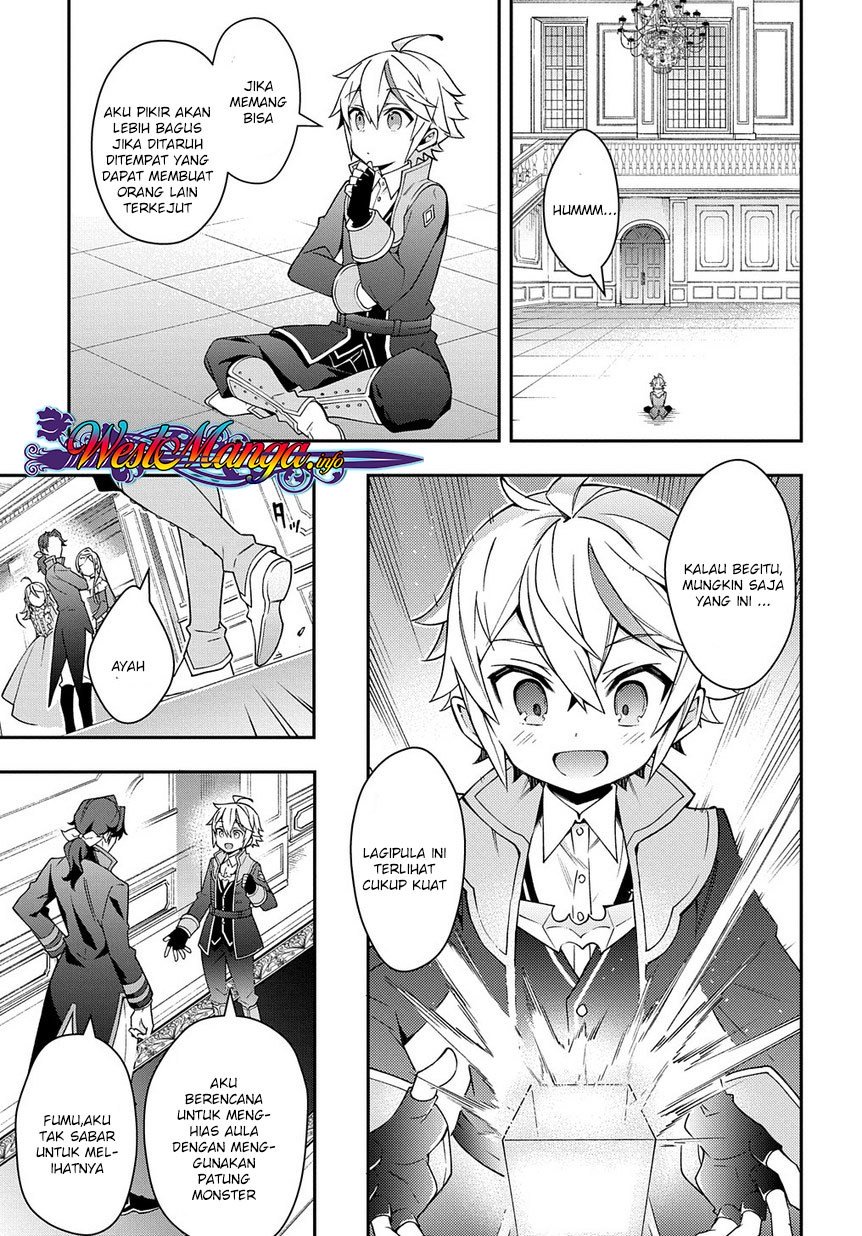 HUMMM...
JIKA
MEMANG
BISA
AKU PIKIR AKAN
LEBIH BAGUS
JIKA DITARUH
DITEMPAT YANG
DAPAT MEMBUAT
ORANG LAIN
TERKEJUT
WestManga.info
KALAU BEGITU,
MUNGKIN SAJA
YANG INI ...
LAGIPULA INI
TERLIHAT
CUKUP KUAT
タッ
AYAH
AKU
BERENCANA
UNTUK MENG-
HIAS AULA
DENGAN MENG-
GUNAKAN
PATUNG
MONSTER
FUMU,AKU
TAK SABAR
UNTUK MEL-
IHATNYA